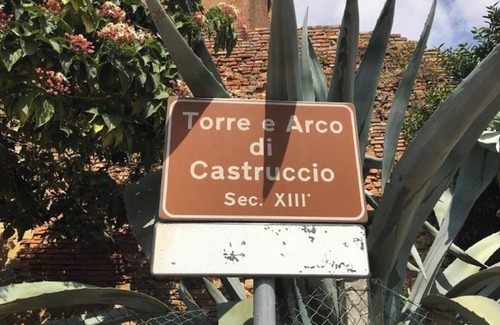 Torre e Arco
di
Castruccio
Sec. XIII°